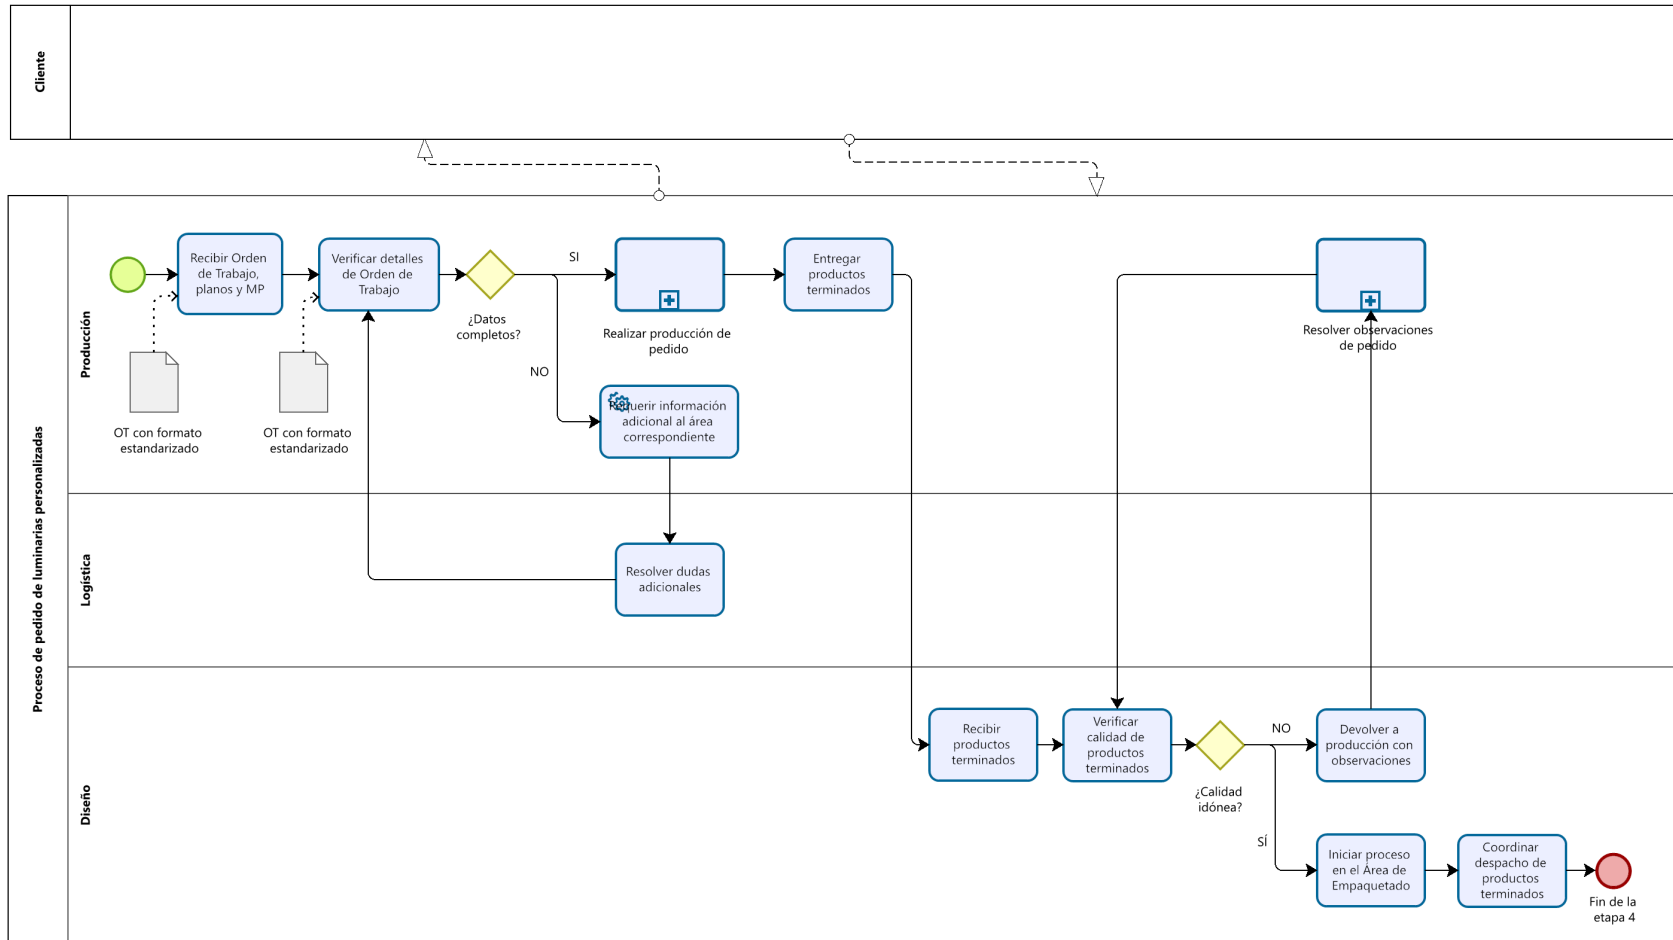 Cliente
Proceso de pedido de luminarias personalizadas
Producción
Recibir Orden
de Trabajo,
planos y MP
Verificar detalles
de Orden de
Trabajo
¿Datos
completos?
SI
NO
Realizar producción de
pedido
Entregar
productos
terminados
Resolver observaciones
de pedido
OT con formato
estandarizado
OT con formato
estandarizado
Requerir información
adicional al área
correspondiente
Logística
Resolver dudas
adicionales
Diseño
Recibir
productos
terminados
Verificar
calidad de
productos
terminados
¿Calidad
idónea?
NO
SÍ
Devolver a
producción con
observaciones
Iniciar proceso
en el Área de
Empaquetado
Coordinar
despacho de
productos
terminados
Fin de la
etapa 4